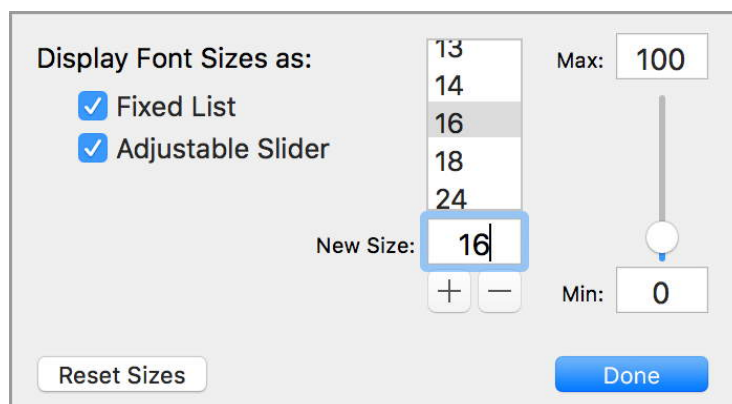 Display Font Sizes as:
Fixed List
Adjustable Slider
13
14
16
18
24
New Size: 16
+ −
Max: 100
Min: 0
Reset Sizes
Done